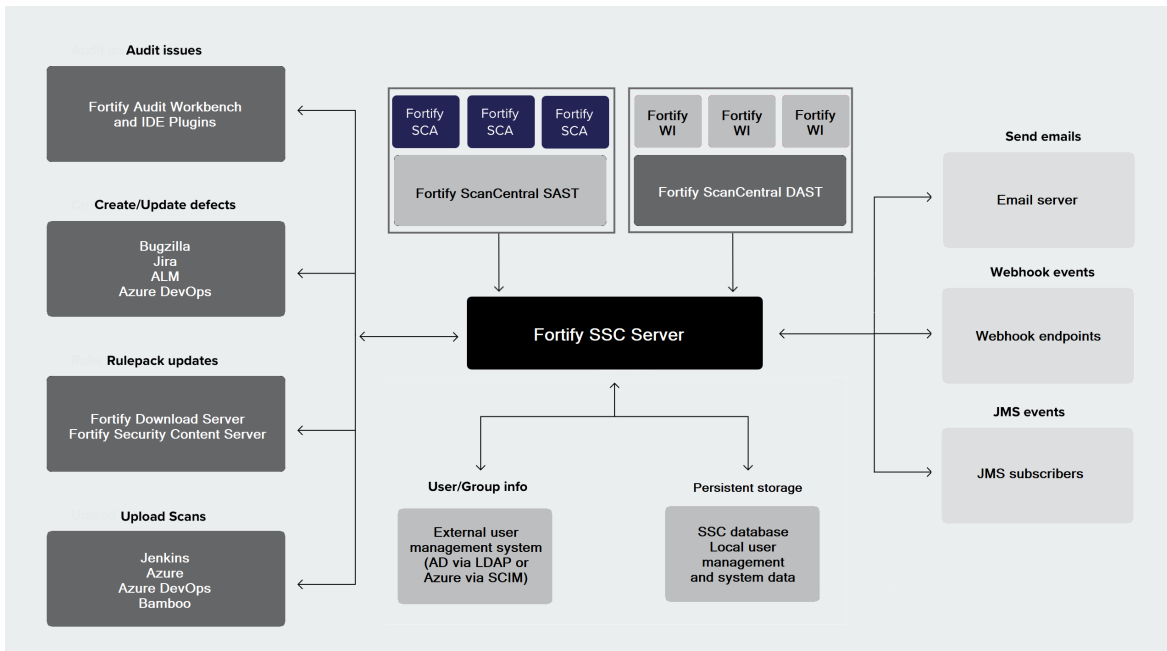 Audit issues
Fortify Audit Workbench
and IDE Plugins
Create/Update defects
Bugzilla
Jira
ALM
Azure DevOps
Rulepack updates
Fortify Download Server
Fortify Security Content Server
Upload Scans
Jenkins
Azure
Azure DevOps
Bamboo
Fortify
SCA
Fortify
SCA
Fortify
SCA
Fortify ScanCentral SAST
Fortify
WI
Fortify
WI
Fortify
WI
Fortify ScanCentral DAST
Fortify SSC Server
User/Group info
External user
management system
(AD via LDAP or
Azure via SCIM)
Persistent storage
SSC database
Local user
management
and system data
Send emails
Email server
Webhook events
Webhook endpoints
JMS events
JMS subscribers